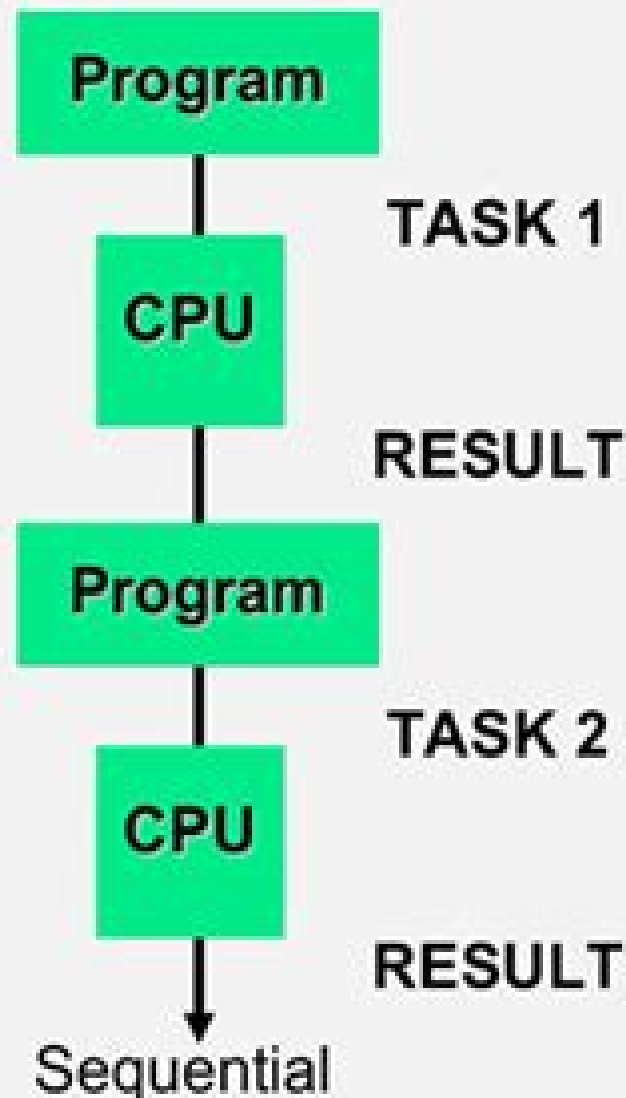 Program
TASK 1
CPU
RESULT
Program
TASK 2
CPU
RESULT
Sequential